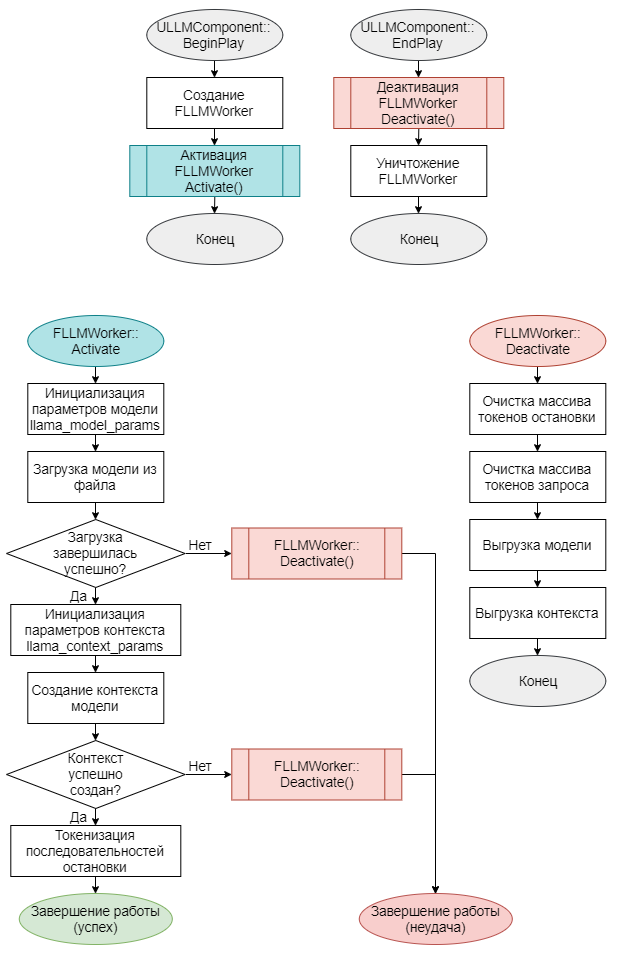 ULLMComponent::
BeginPlay
Создание
FLLMWorker
Активация
FLLMWorker
Activate()
Конец
ULLMComponent::
EndPlay
Деактивация
FLLMWorker
Deactivate()
Уничтожение
FLLMWorker
Конец
FLLMWorker::
Activate
Инициализация
параметров модели
llama_model_params
Загрузка модели из
файла
Загрузка
завершилась
успешно?
Нет
FLLMWorker::
Deactivate()
Да
Инициализация
параметров контекста
llama_context_params
Создание контекста
модели
Контекст
успешно
создан?
Нет
FLLMWorker::
Deactivate()
Да
Токенизация
последовательностей
остановки
Завершение работы
(успех)
Завершение работы
(неудача)
FLLMWorker::
Deactivate
Очистка массива
токенов остановки
Очистка массива
токенов запроса
Выгрузка модели
Выгрузка контекста
Конец